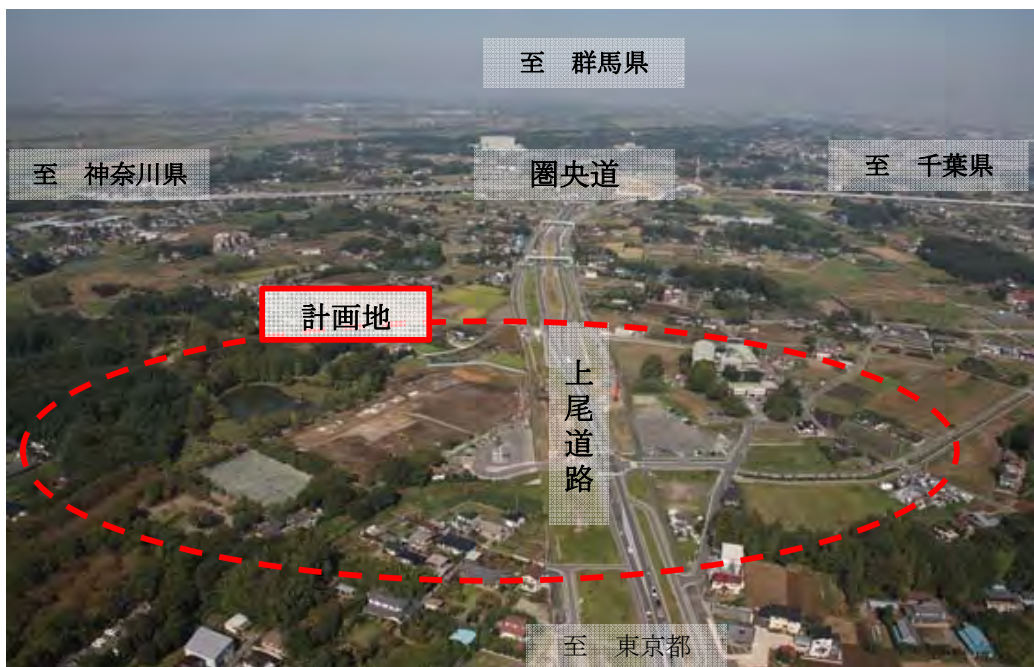 至　群馬県
至　神奈川県
圏央道
至　千葉県
計画地
上尾道路
至　東京都